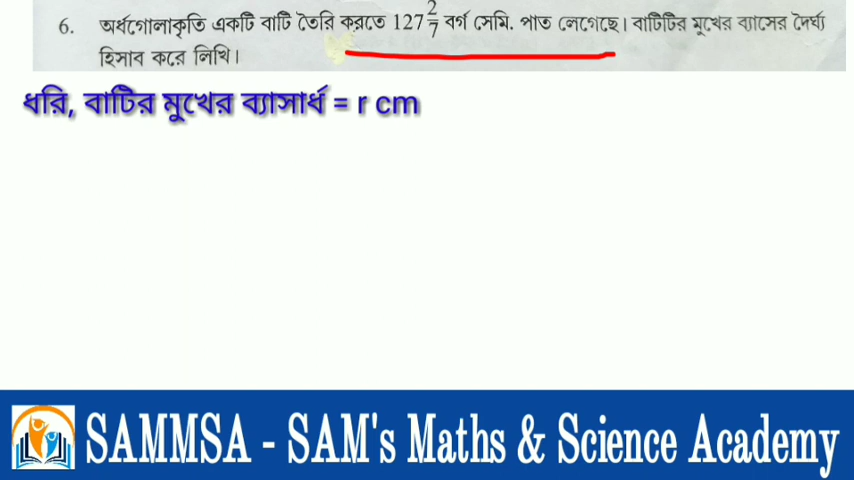 6. অর্ধগোলাকৃতি একটি বাটি তৈরি করতে 127 2/7 বর্গ সেমি. পাত লেগেছে। বাটিটির মুখের ব্যাসের দৈর্ঘ্য
হিসাব করে লিখি।
ধরি, বাটির মুখের ব্যাসার্ধ = r cm
SAMMSA - SAM's Maths & Science Academy